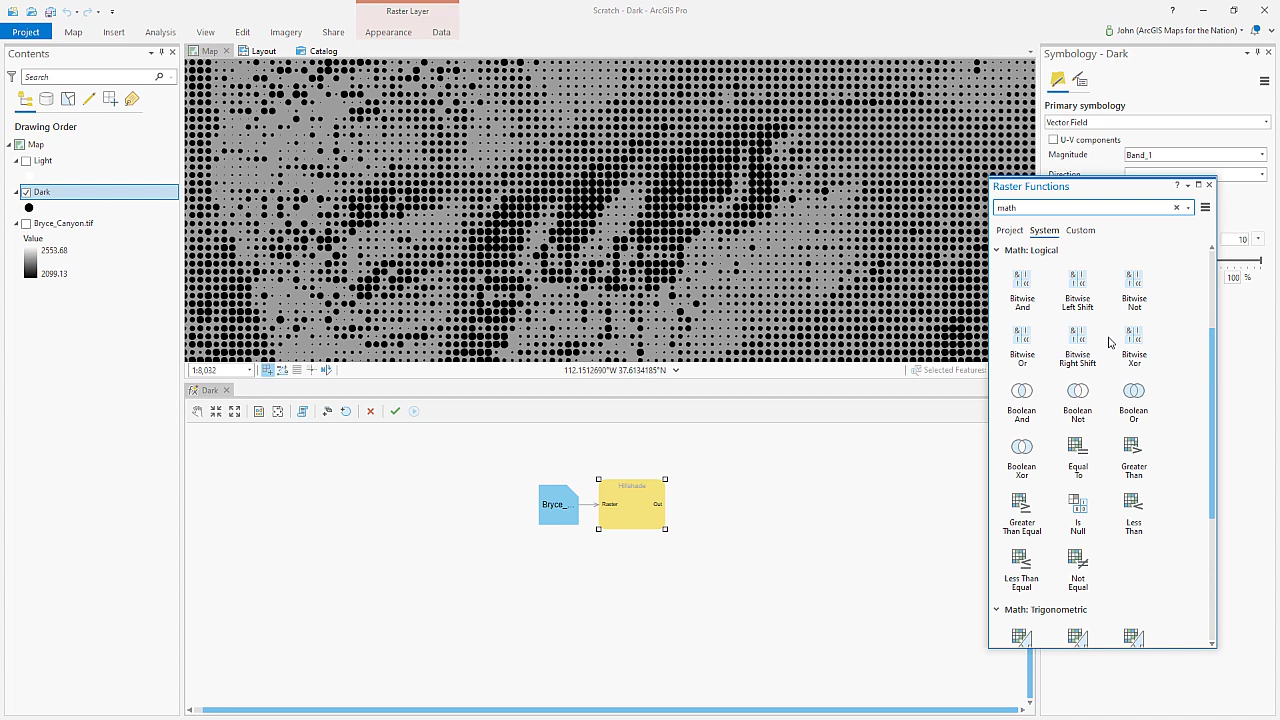 Raster Layer
Scratch - Dark - ArcGIS Pro
?
Project Map Insert Analysis View Edit Imagery Share Appearance Data
John (ArcGIS Maps for the Nation)
Contents
Map Layout Catalog
Symbology - Dark
Search
Primary symbology
Drawing Order
Vector Field
Map
U-V components
Light
Magnitude Band_1
Direction
Dark
Raster Functions ?
math
Bryce_Canyon.tif
Value
Project System Custom
10
2553.68
Math: Logical
2099.13
100 %
Bitwise And
Bitwise Left Shift
Bitwise Not
Bitwise Or
Bitwise Right Shift
Bitwise Xor
1:8,032
112.1512690°W 37.6134185°N
Selected Features:
Dark
Boolean And
Boolean Not
Boolean Or
Boolean Xor
Equal To
Greater Than
Hillshade
Bryce_...
Raster Out
Greater Than Equal
Is Null
Less Than
Less Than Equal
Not Equal
Math: Trigonometric